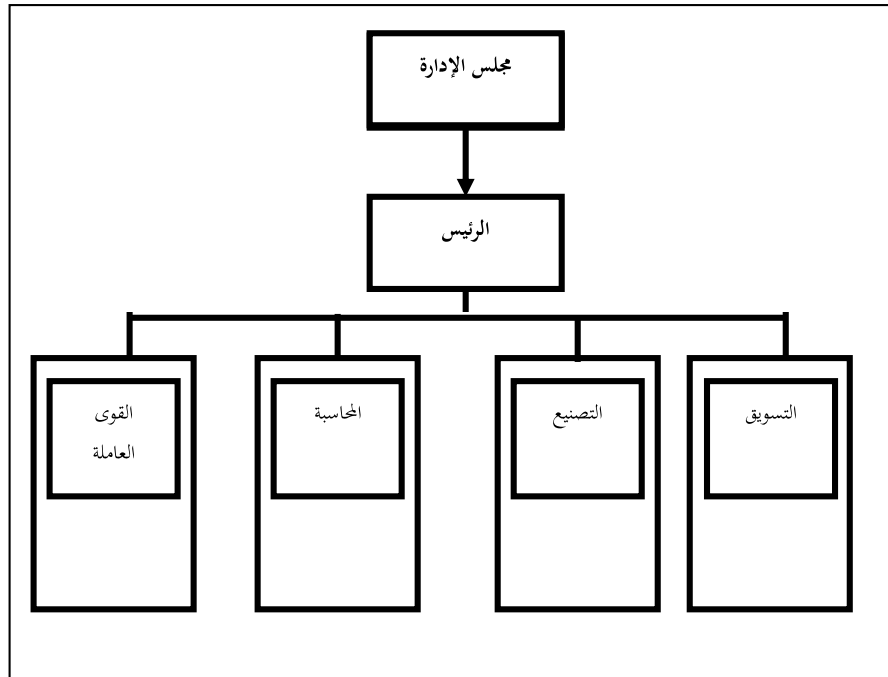 مجلس الإدارة
الرئيس
التسويق
التصنيع
المحاسبة
القوى
العاملة